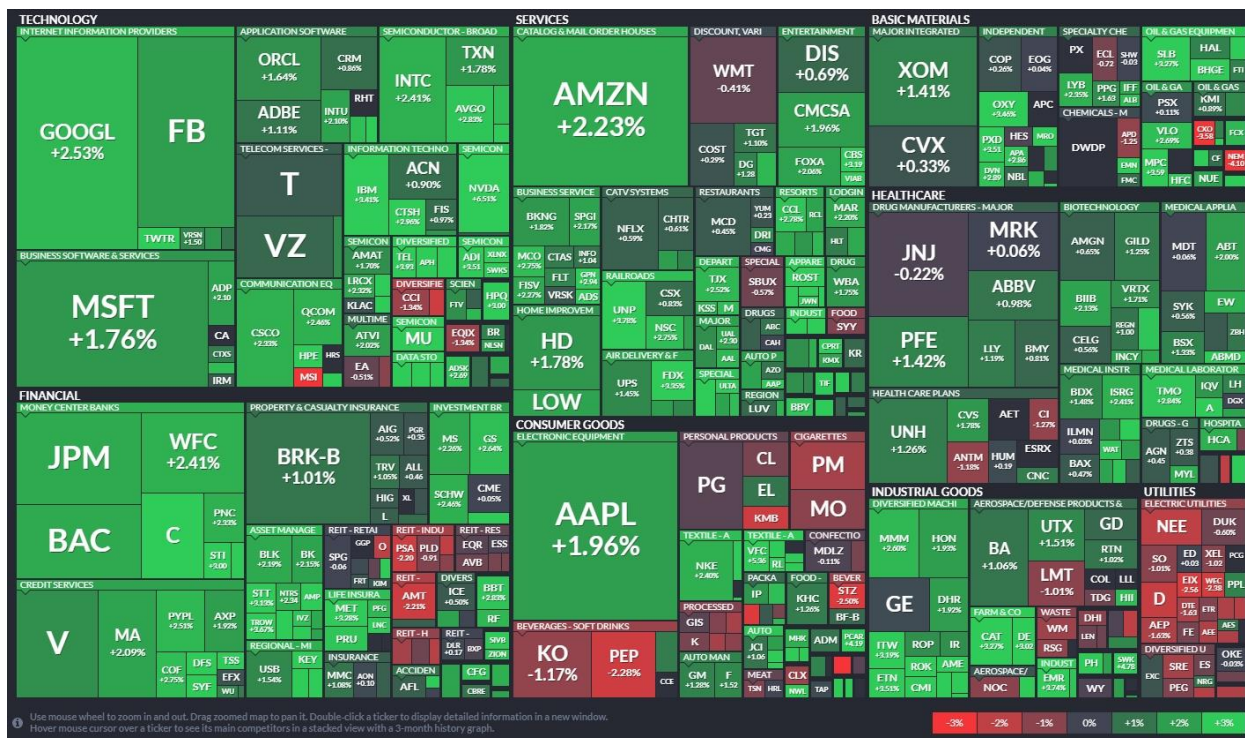 TECHNOLOGY
INTERNET INFORMATION PROVIDERS
GOOGL
+2.53%
FB
TWTR
VRSN
+1.50
BUSINESS SOFTWARE & SERVICES
MSFT
+1.76%
ADP
+2.10
CA
CTXS
IRM
APPLICATION SOFTWARE
ORCL
+1.64%
CRM
+0.86%
ADBE
+1.11%
INTU
+2.10%
RHT
TELECOM SERVICES -
T
VZ
COMMUNICATION EQ
CSCO
+2.33%
QCOM
+2.46%
HPE
HRS
MSI
SEMICONDUCTOR - BROAD
INTC
+2.41%
TXN
+1.78%
AVGO
+2.83%
INFORMATION TECHNO
IBM
+3.41%
ACN
+0.90%
CTSH
+2.96%
FIS
+0.97%
SEMICON
NVDA
+6.51%
SEMICON
AMAT
+1.70%
LRCX
+2.32%
KLAC
DIVERSIFIED
TEL
+3.93
APH
SEMICON
ADI
+3.51
XLNX
SWKS
DIVERSIFIE
CCI
-1.34%
SCIEN
FTV
HPQ
+3.00
MULTIME
ATVI
+2.02%
EA
-0.51%
SEMICON
MU
DATA STO
EQIX
-1.34%
BR
NLSN
ADSK
+2.69
SERVICES
CATALOG & MAIL ORDER HOUSES
AMZN
+2.23%
DISCOUNT, VARI
WMT
-0.41%
COST
+0.29%
TGT
+1.10%
DG
+1.28
ENTERTAINMENT
DIS
+0.69%
CMCSA
+1.96%
FOXA
+2.06%
CBS
+3.19
VIAB
BUSINESS SERVICE
BKNG
+1.82%
SPGI
+2.17%
MCO
+2.75%
CTAS
INFO
+1.04
FLT
GPN
+2.94
FISV
+2.27%
VRSK
ADS
CATV SYSTEMS
NFLX
+0.59%
CHTR
+0.61%
RESTAURANTS
MCD
+0.45%
YUM
+0.23
DRI
CMG
RESORTS
CCL
+2.78%
RCL
LODGIN
MAR
+2.20%
HLT
HOME IMPROVEM
HD
+1.78%
LOW
RAILROADS
UNP
+3.78%
CSX
+0.83%
NSC
+2.75%
AIR DELIVERY & F
UPS
+1.45%
FDX
+3.35%
DEPART
TJX
+2.52%
KSS
M
SPECIAL
SBUX
-0.57%
APPARE
ROST
JWN
DRUG
WBA
+1.75%
MAJOR
DAL
UAL
+2.30
AAL
DRUGS
ABC
CAH
INDUST
FOOD
SYY
CPRT
KMX
KR
SPECIAL
ULTA
AUTO P
AZO
AAP
REGION
LUV
TIF
BBY
BASIC MATERIALS
MAJOR INTEGRATED
XOM
+1.41%
CVX
+0.33%
INDEPENDENT
COP
+0.26%
EOG
+0.04%
OXY
+3.46%
APC
PXD
+3.51
HES
MRO
APA
+2.86
DVN
+2.89
NBL
SPECIALTY CHE
PX
ECL
-0.72
SHW
-0.03
LYB
+2.35%
PPG
+1.63
IFF
ALB
CHEMICALS - M
DWDP
APD
-1.25
EMN
FMC
OIL & GAS EQUIPMEN
SLB
+3.27%
HAL
BHGE
FTI
OIL & GA
PSX
+0.11%
VLO
+2.69%
MPC
+3.59
HFC
OIL & GAS
KMI
+0.89%
CXO
-3.58
FCX
CF
NEM
-4.10
NUE
HEALTHCARE
DRUG MANUFACTURERS - MAJOR
JNJ
-0.22%
MRK
+0.06%
ABBV
+0.98%
PFE
+1.42%
LLY
+1.19%
BMY
+0.81%
BIOTECHNOLOGY
AMGN
+0.65%
GILD
+1.25%
BIIB
+2.13%
VRTX
+1.71%
REGN
+1.00
CELG
+0.56%
INCY
MEDICAL APPLIA
MDT
+0.06%
ABT
+2.00%
SYK
+0.56%
EW
BSX
+1.33%
ZBH
ABMD
HEALTH CARE PLANS
UNH
+1.26%
CVS
+1.78%
AET
CI
-1.27%
ANTM
-1.18%
HUM
+0.19
ESRX
CNC
MEDICAL INSTR
BDX
+1.48%
ISRG
+2.41%
ILMN
+0.03%
WAT
BAX
+0.47%
MEDICAL LABORATOR
TMO
+2.04%
IQV
LH
A
DGX
DRUGS - G
AGN
+0.45
ZTS
+0.38
MYL
HOSPITA
HCA
FINANCIAL
MONEY CENTER BANKS
JPM
WFC
+2.41%
BAC
C
PNC
+2.32%
STI
+3.00
CREDIT SERVICES
V
MA
+2.09%
PYPL
+2.51%
AXP
+1.92%
COF
+2.75%
DFS
TSS
SYF
EFX
WU
PROPERTY & CASUALTY INSURANCE
BRK-B
+1.01%
AIG
+0.52%
PGR
+0.35
TRV
+1.05%
ALL
+0.46
HIG
XL
L
INVESTMENT BR
MS
+2.26%
GS
+2.64%
SCHW
+2.46%
CME
+0.05%
ASSET MANAGE
BLK
+2.19%
BK
+2.15%
STT
+3.13%
NTRS
+2.34
AMP
TROW
+3.67%
IVZ
REIT - RETAI
SPG
-0.06
GGP
O
FRT
KIM
REIT - INDU
PSA
-2.20
PLD
-0.91
REIT - RES
EQR
ESS
AVB
LIFE INSURA
MET
+3.28%
PFG
LNC
PRU
REIT -
AMT
-2.21%
DIVERS
ICE
+0.50%
BBT
+2.82%
RF
REGIONAL - MI
USB
+1.54%
KEY
INSURANCE
MMC
+1.08%
AON
+0.10
REIT - H
REIT -
DLR
+0.17
BXP
SIVB
ZION
ACCIDEN
AFL
CFG
CBRE
CONSUMER GOODS
ELECTRONIC EQUIPMENT
AAPL
+1.96%
BEVERAGES - SOFT DRINKS
KO
-1.17%
PEP
-2.28%
CCE
PERSONAL PRODUCTS
PG
CL
EL
KMB
CIGARETTES
PM
MO
TEXTILE - A
NKE
+2.40%
TEXTILE - A
VFC
+5.36
RL
CONFECTIO
MDLZ
-0.11%
PROCESSED
GIS
K
PACKA
IP
FOOD -
KHC
+1.26%
BEVER
STZ
-2.50%
BF-B
AUTO MAN
GM
+1.28%
F
+1.52
AUTO
JCI
+1.06
MHK
ADM
PCAR
+4.19
MEAT
TSN
HRL
CLX
NWL
TAP
INDUSTRIAL GOODS
DIVERSIFIED MACHI
MMM
+2.60%
HON
+1.93%
GE
DHR
+1.92%
ITW
+3.19%
ROP
IR
ETN
+3.51%
ROK
AME
CMI
AEROSPACE/DEFENSE PRODUCTS &
BA
+1.06%
UTX
+1.51%
GD
RTN
+1.02%
LMT
-1.01%
COL
LLL
TDG
HII
FARM & CO
CAT
+3.27%
DE
+3.02
WASTE
WM
RSG
DHI
LEN
AEROSPACE/
NOC
INDUST
EMR
+3.74%
PH
SWK
+4.78
WY
UTILITIES
ELECTRIC UTILITIES
NEE
DUK
-0.60%
SO
-1.01%
ED
+0.03
XEL
-1.02
PCG
D
EIX
-2.56
WEC
-2.38
PPL
DTE
-1.63
ETR
AEP
-1.63%
FE
AEE
AES
DIVERSIFIED U
EXC
SRE
ES
OKE
-0.03%
PEG
NRG
Use mouse wheel to zoom in and out. Drag zoomed map to pan it. Double-click a ticker to display detailed information in a new window.
Hover mouse cursor over a ticker to see its main competitors in a stacked view with a 3-month history graph.
-3%
-2%
-1%
0%
+1%
+2%
+3%